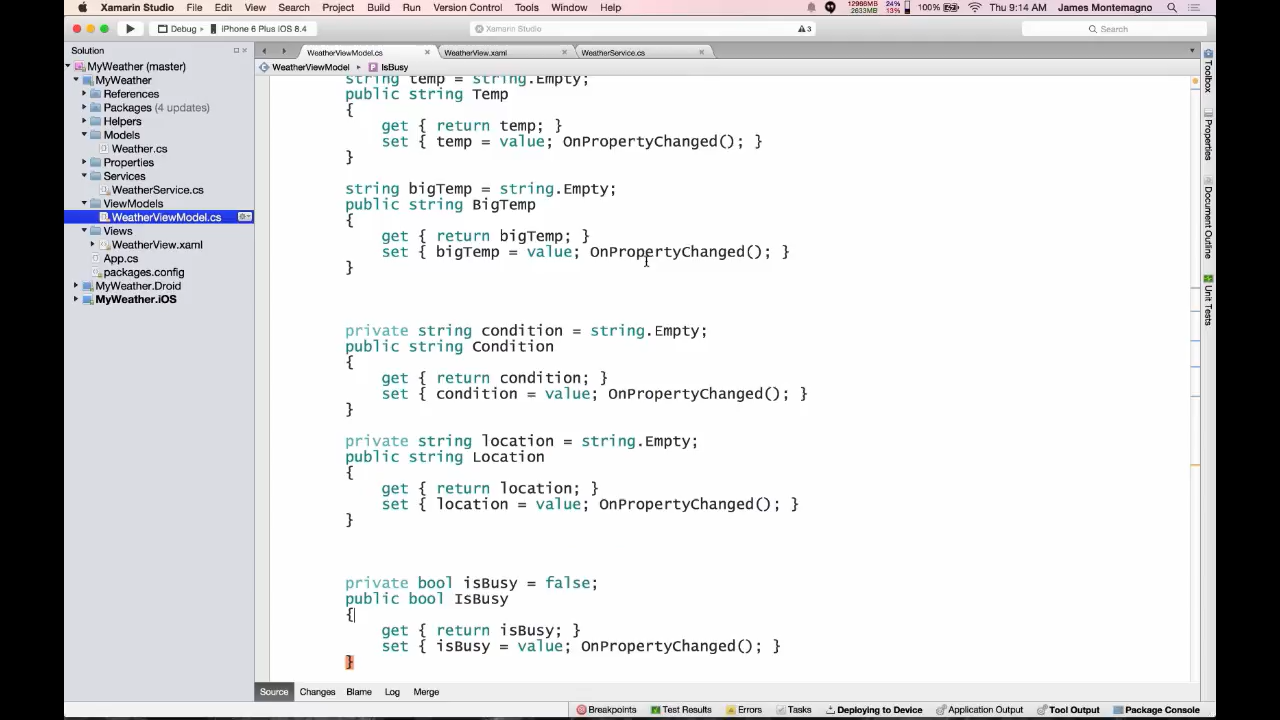 Xamarin Studio File Edit View Search Project Build Run Version Control Tools Window Help 12986MB 2633MB 24% 13% 100% Thu 9:14 AM James Montemagno
Debug iPhone 6 Plus iOS 8.4 Xamarin Studio 3 Search
Solution
WeatherViewModel.cs WeatherView.xaml WeatherService.cs
WeatherViewModel IsBusy
MyWeather (master)
MyWeather
References
Packages (4 updates)
Helpers
Models
Weather.cs
Properties
Services
WeatherService.cs
ViewModels
WeatherViewModel.cs
Views
WeatherView.xaml
App.cs
packages.config
MyWeather.Droid
MyWeather.iOS
string temp = string.Empty;
public string Temp
{
get { return temp; }
set { temp = value; OnPropertyChanged(); }
}
string bigTemp = string.Empty;
public string BigTemp
{
get { return bigTemp; }
set { bigTemp = value; OnPropertyChanged(); }
}
private string condition = string.Empty;
public string Condition
{
get { return condition; }
set { condition = value; OnPropertyChanged(); }
}
private string location = string.Empty;
public string Location
{
get { return location; }
set { location = value; OnPropertyChanged(); }
}
private bool isBusy = false;
public bool IsBusy
{
get { return isBusy; }
set { isBusy = value; OnPropertyChanged(); }
}
Toolbox
Properties
Document Outline
Unit Tests
Source Changes Blame Log Merge
Breakpoints Test Results Errors Tasks Deploying to Device Application Output Tool Output Package Console